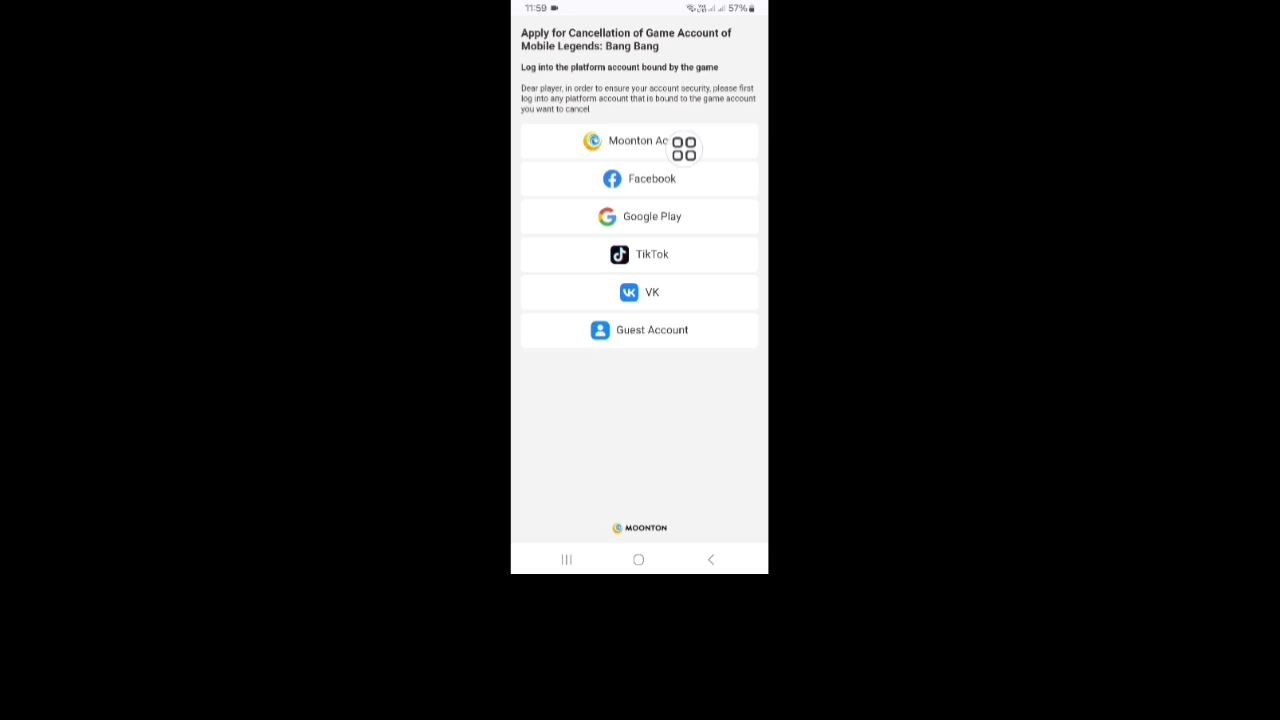 11:59
57%
Apply for Cancellation of Game Account of
Mobile Legends: Bang Bang
Log into the platform account bound by the game
Dear player, in order to ensure your account security, please first
log into any platform account that is bound to the game account
you want to cancel
Moonton Ac
Facebook
Google Play
TikTok
VK
Guest Account
MOONTON